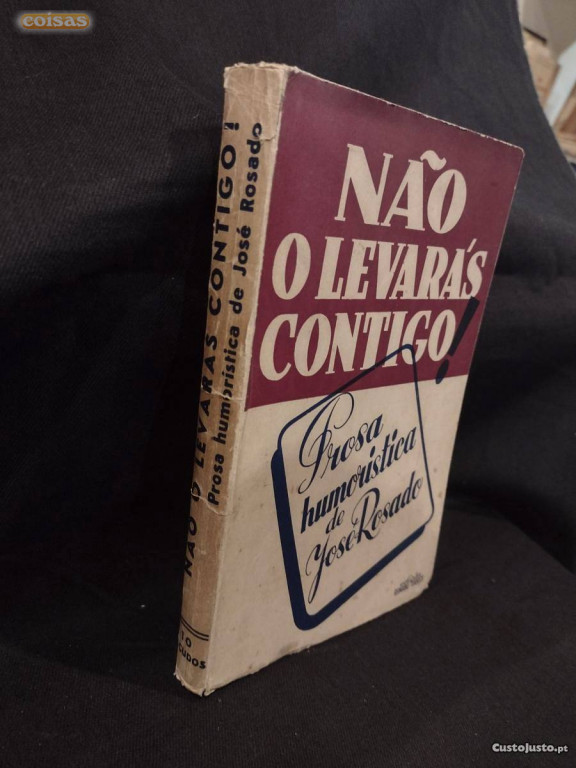 coisas
NÃO O LEVARÁS CONTIGO!
Prosa humorística de José Rosado
10
NÃO
O LEVARÁS
CONTIGO!
Prosa
humorística
de
José Rosado
CustoJusto.pt